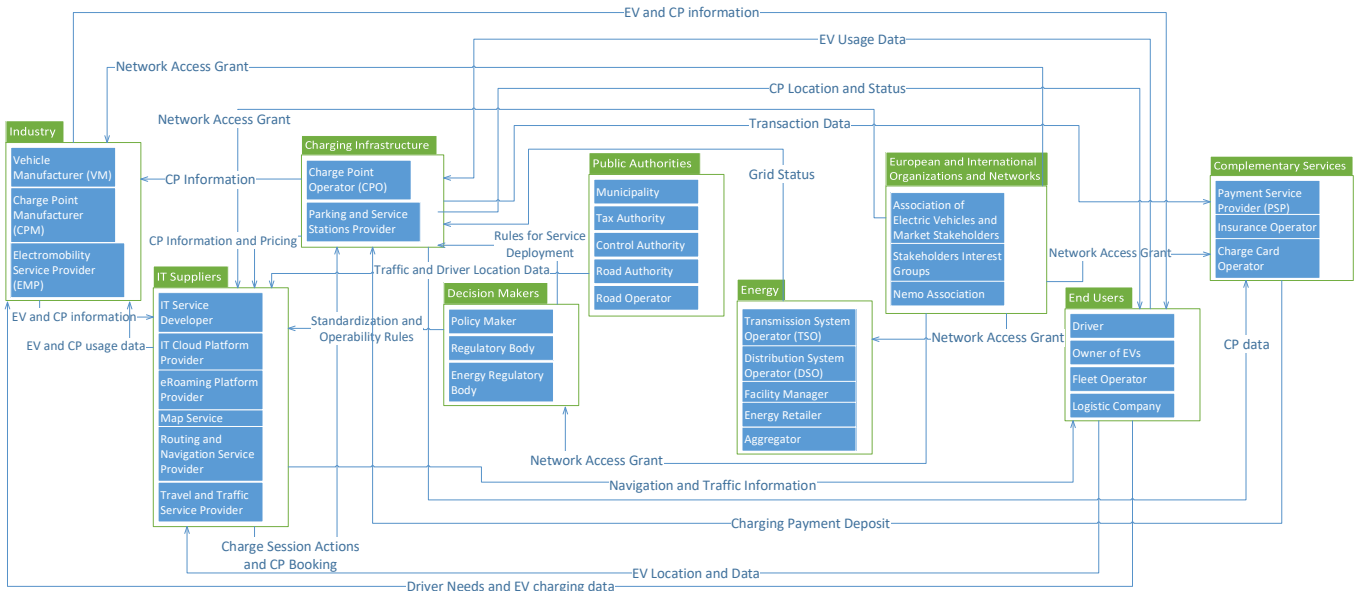 EV and CP information
EV Usage Data
Network Access Grant
CP Location and Status
Network Access Grant
Transaction Data
Industry
Vehicle
Manufacturer (VM)
Charge Point
Manufacturer
(CPM)
Electromobility
Service Provider
(EMP)
CP Information
Charging Infrastructure
Charge Point
Operator (CPO)
Parking and Service
Stations Provider
Public Authorities
Municipality
Tax Authority
Control Authority
Road Authority
Road Operator
Grid Status
European and International
Organizations and Networks
Association of
Electric Vehicles and
Market Stakeholders
Stakeholders Interest
Groups
Nemo Association
Complementary Services
Payment Service
Provider (PSP)
Insurance Operator
Charge Card
Operator
CP Information and Pricing
Rules for Service
Deployment
Network Access Grant
Traffic and Driver Location Data
IT Suppliers
IT Service
Developer
IT Cloud Platform
Provider
eRoaming Platform
Provider
Map Service
Routing and
Navigation Service
Provider
Travel and Traffic
Service Provider
EV and CP information
EV and CP usage data
Standardization and
Operability Rules
Decision Makers
Policy Maker
Regulatory Body
Energy Regulatory
Body
Energy
Transmission System
Operator (TSO)
Distribution System
Operator (DSO)
Facility Manager
Energy Retailer
Aggregator
Network Access Grant
End Users
Driver
Owner of EVs
Fleet Operator
Logistic Company
CP data
Network Access Grant
Navigation and Traffic Information
Charging Payment Deposit
Charge Session Actions
and CP Booking
EV Location and Data
Driver Needs and EV charging data